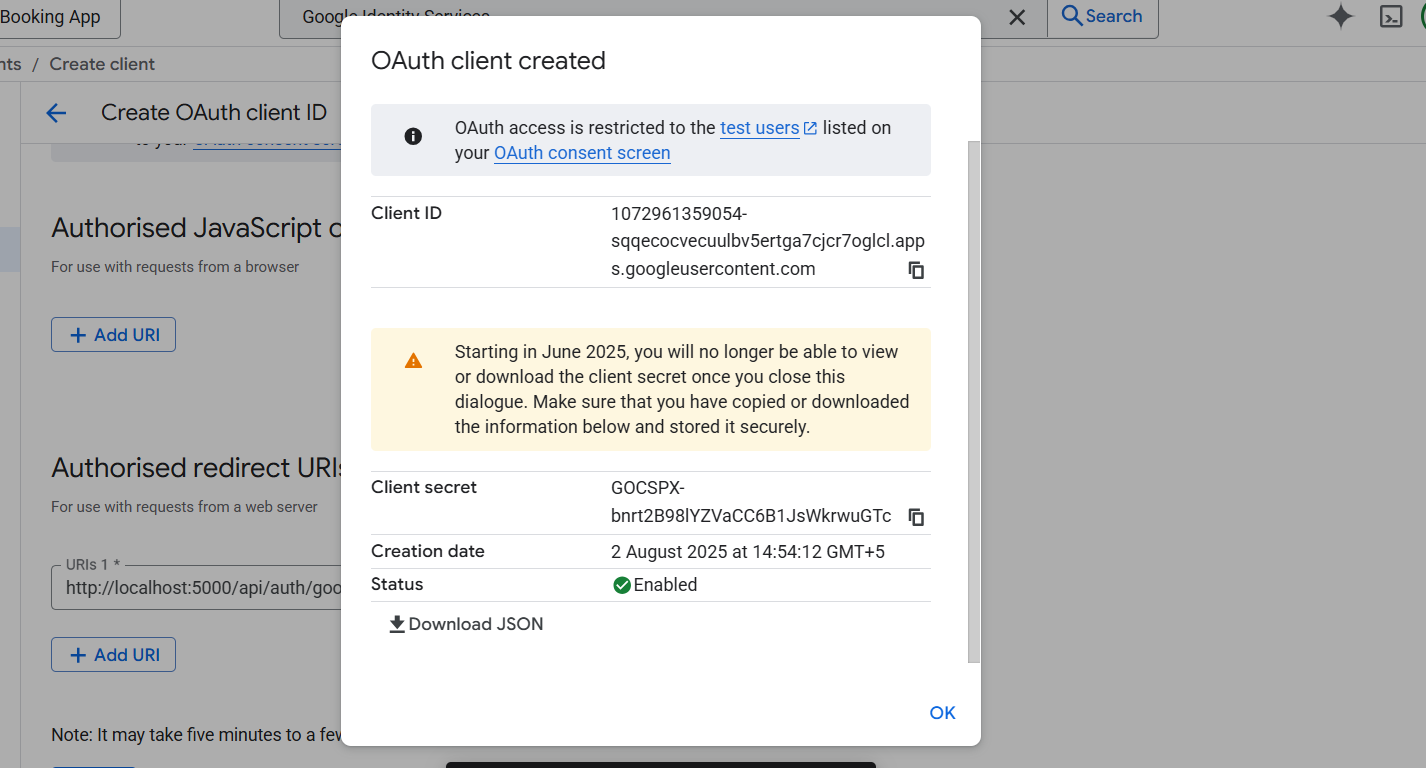 Booking App
Google Identity Services
Search
nts / Create client
Create OAuth client ID
OAuth client created
OAuth access is restricted to the test users listed on
your OAuth consent screen
Authorised JavaScript
For use with requests from a browser
Add URI
Client ID
1072961359054-
sqqecocvecuulbv5ertga7cjcr7oglcl.app
s.googleusercontent.com
Starting in June 2025, you will no longer be able to view
or download the client secret once you close this
dialogue. Make sure that you have copied or downloaded
the information below and stored it securely.
Authorised redirect URIs
For use with requests from a web server
Client secret
GOCSPX-
bnrt2B98lYZVaCC6B1JsWkrwuGTc
Creation date
2 August 2025 at 14:54:12 GMT+5
Status
Enabled
URIs 1 *
http://localhost:5000/api/auth/goo
Download JSON
Add URI
OK
Note: It may take five minutes to a few